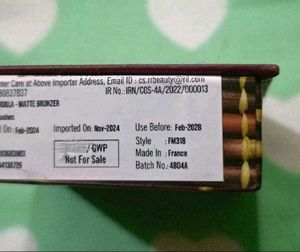 mer Care at Above Importer Address, Email ID : cs.rrbeauty@ril.com
IR No.: IRN/COS-4A/2022/000013
HOOLA - MATTE BRONZER
d On: Feb-2024
Imported On: Nov-2024
Use Before: Feb-2028
/ GWP
Not For Sale
Style : FM318
Made In : France
Batch No.: 4B04A